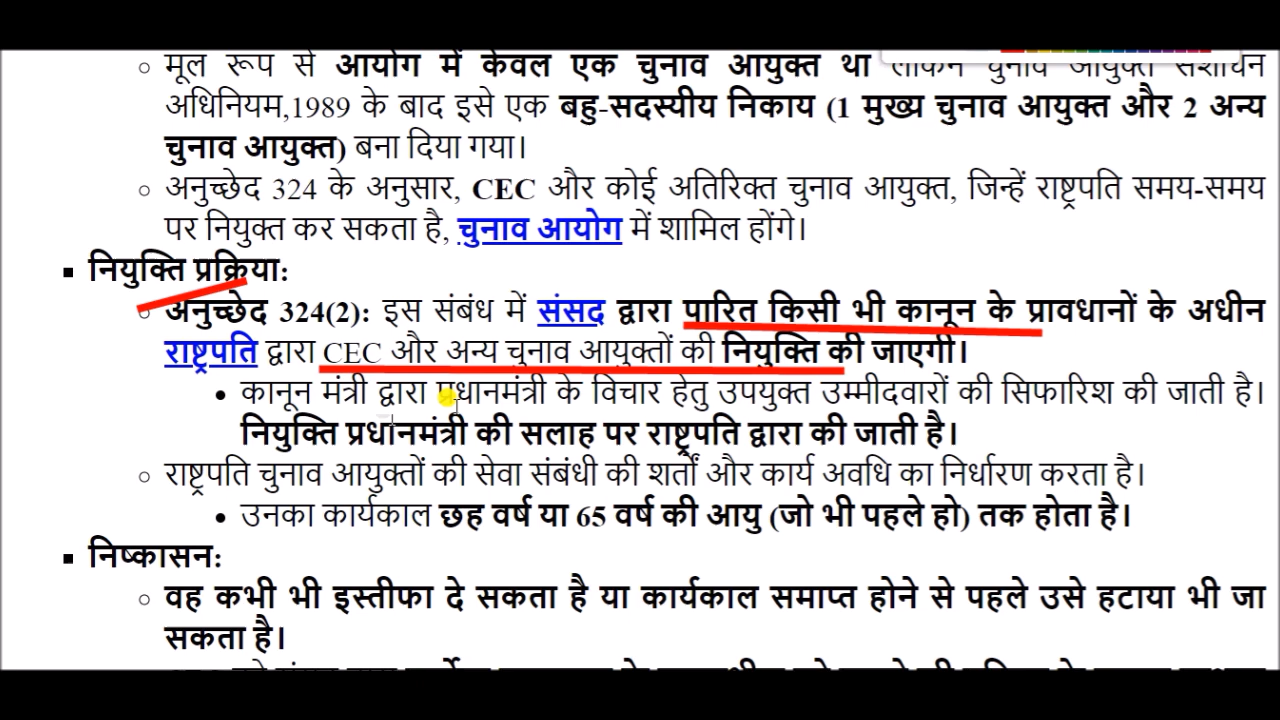 मूल रूप से आयोग में केवल एक चुनाव आयुक्त था लेकिन चुनाव आयुक्त संशोधन
अधिनियम,1989 के बाद इसे एक बहु-सदस्यीय निकाय (1 मुख्य चुनाव आयुक्त और 2 अन्य
चुनाव आयुक्त) बना दिया गया।
अनुच्छेद 324 के अनुसार, CEC और कोई अतिरिक्त चुनाव आयुक्त, जिन्हें राष्ट्रपति समय-समय
पर नियुक्त कर सकता है, चुनाव आयोग में शामिल होंगे।
नियुक्ति प्रक्रिया:
अनुच्छेद 324(2): इस संबंध में संसद द्वारा पारित किसी भी कानून के प्रावधानों के अधीन
राष्ट्रपति द्वारा CEC और अन्य चुनाव आयुक्तों की नियुक्ति की जाएगी।
कानून मंत्री द्वारा प्रधानमंत्री के विचार हेतु उपयुक्त उम्मीदवारों की सिफारिश की जाती है।
नियुक्ति प्रधानमंत्री की सलाह पर राष्ट्रपति द्वारा की जाती है।
राष्ट्रपति चुनाव आयुक्तों की सेवा संबंधी की शर्तों और कार्य अवधि का निर्धारण करता है।
उनका कार्यकाल छह वर्ष या 65 वर्ष की आयु (जो भी पहले हो) तक होता है।
निष्कासन:
वह कभी भी इस्तीफा दे सकता है या कार्यकाल समाप्त होने से पहले उसे हटाया भी जा
सकता है।